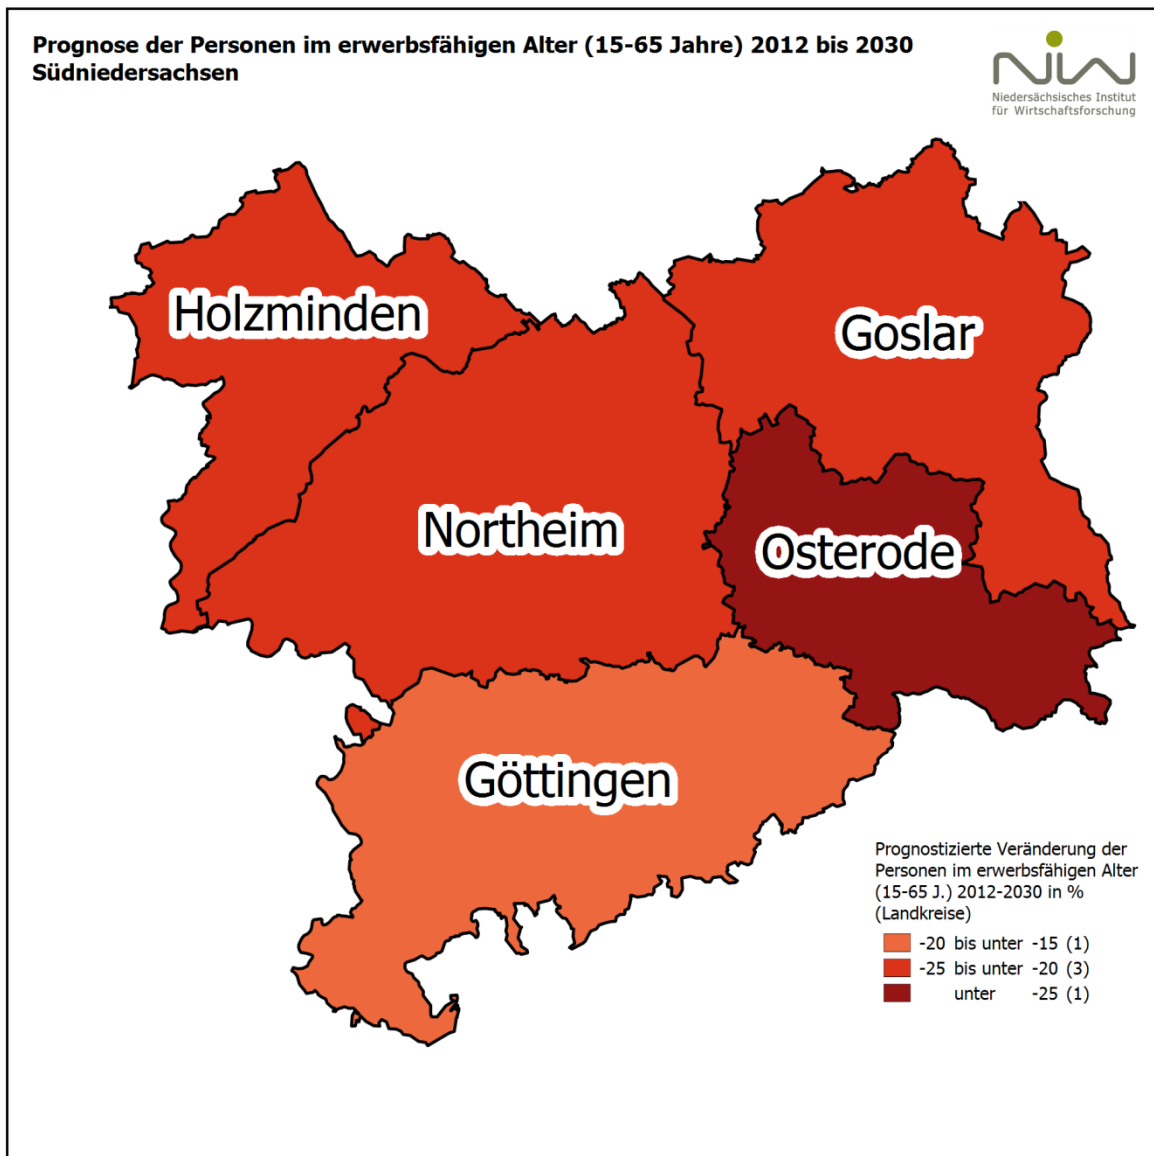 Prognose der Personen im erwerbsfähigen Alter (15-65 Jahre) 2012 bis 2030
Südniedersachsen
NIW
Niedersächsisches Institut
für Wirtschaftsforschung
Holzminden
Goslar
Northeim
Osterode
Göttingen
Prognostizierte Veränderung der
Personen im erwerbsfähigen Alter
(15-65 J.) 2012-2030 in %
(Landkreise)
-20 bis unter -15 (1)
-25 bis unter -20 (3)
unter -25 (1)